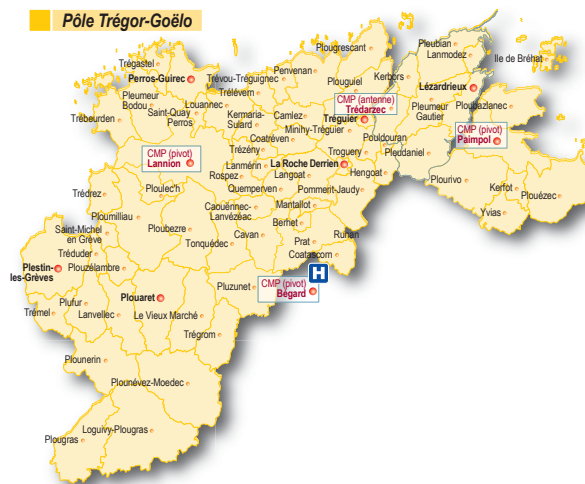 Pôle Trégor-Goëlo
Plougrescant
Pleubian
Lanmodez
Ile de Bréhat
Trégastel
Perros-Guirec
Penvenan
Trévou-Tréguignec
Trélévern
Plouguiel
Kerbors
Lézardrieux
Pleumeur
Bodou
Louannec
Saint-Quay
Perros
Kermaria-
Sulard
Camlez
CMP (antenne)
Trédarzec
Tréguier
Pleumeur
Gautier
Ploubazlanec
Trébeurden
Coatréven
Minihy-Tréguier
Pouldouran
CMP (pivot)
Paimpol
Trézény
Troguery
Pleddaniel
CMP (pivot)
Lannion
Lanmérin
La Roche Derrien
Rospez
Langoat
Hengoat
Trédrez
Ploulec'h
Quemperven
Pommerit-Jaudy
Plourivo
Kerfot
Plouézec
Caouënnec-
Lanvézéac
Mantallot
Yvias
Ploumilliau
Berhet
Saint-Michel
en Grève
Ploubezre
Cavan
Prat
Ruhan
Tonquédec
Coatascorn
Tréduder
Plestin-
les-Grèves
Plouzélambre
H
Pluzunet
CMP (pivot)
Bégard
Plufur
Plouaret
Trémel
Lanvellec
Le Vieux Marché
Trégrom
Plounerin
Plounévez-Moedec
Loguivy-Plougras
Plougras